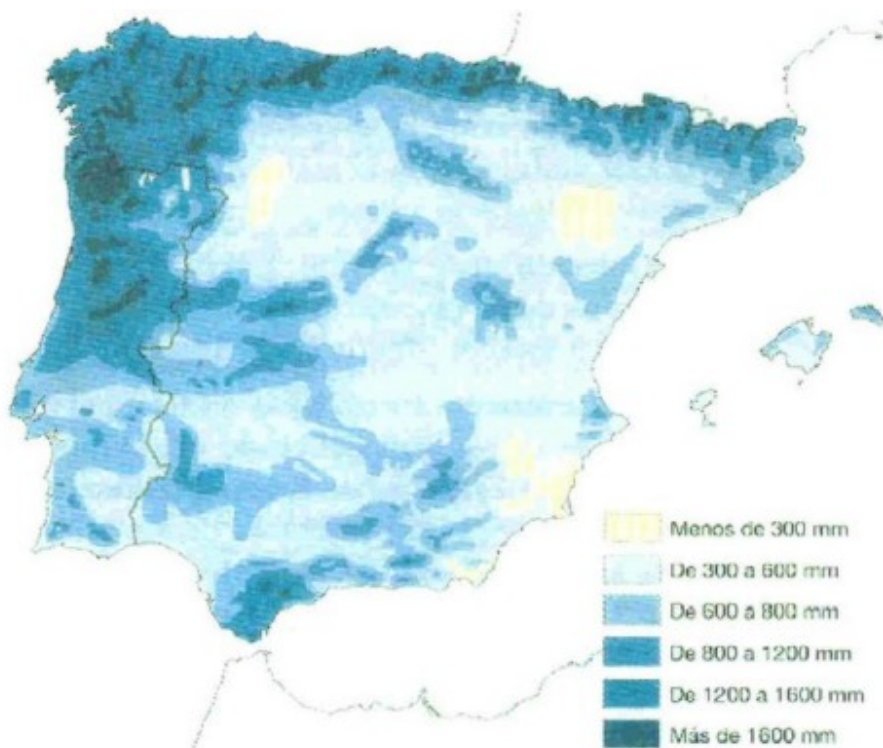 Menos de 300 mm
De 300 a 600 mm
De 600 a 800 mm
De 800 a 1200 mm
De 1200 a 1600 mm
Más de 1600 mm